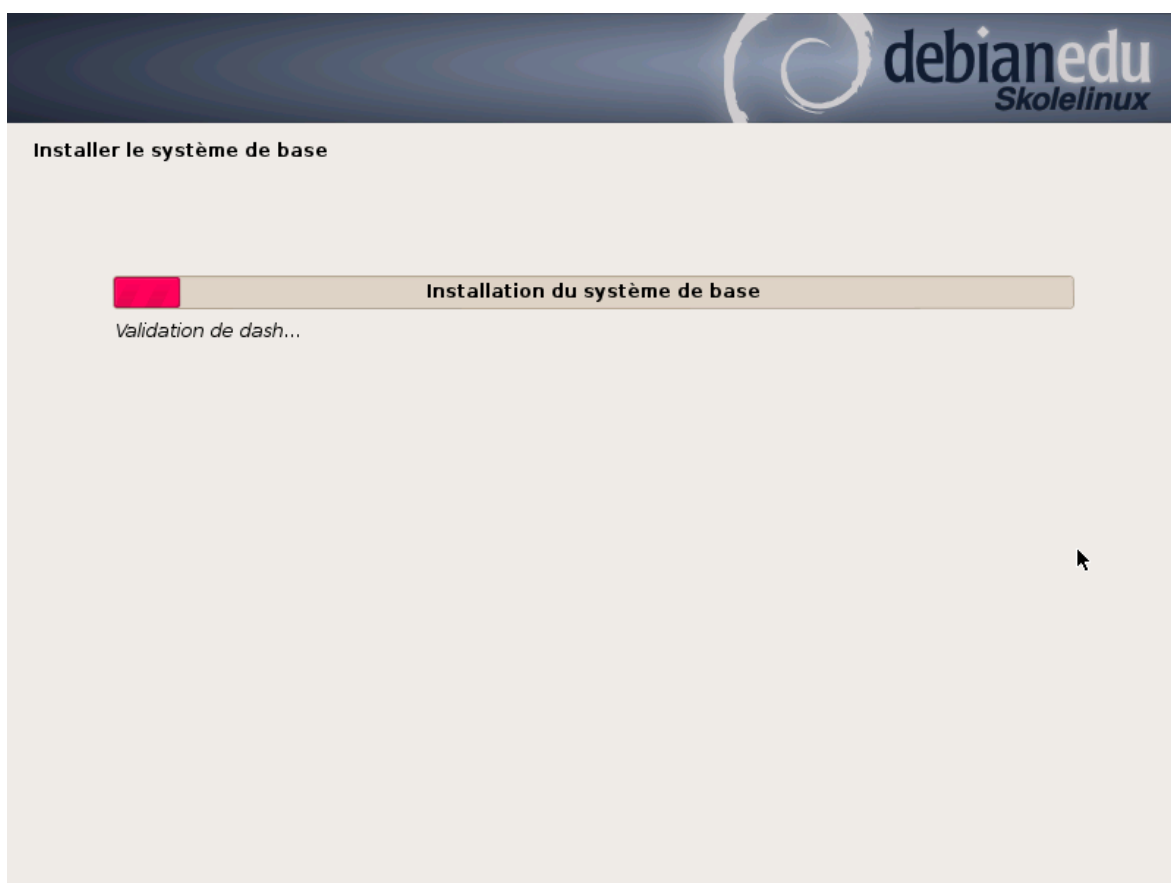 debianedu
Skolelinux
Installer le système de base
Installation du système de base
Validation de dash...